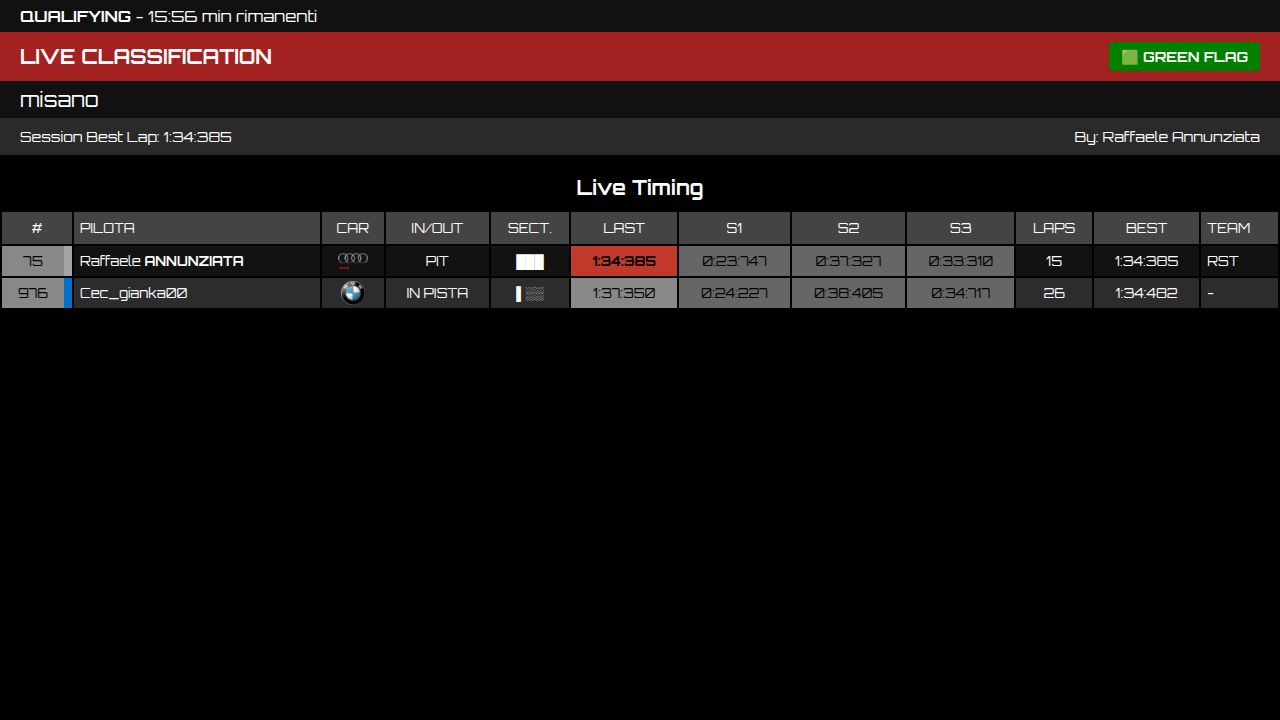 QUALIFYING - 15:56 min rimanenti
LIVE CLASSIFICATION
GREEN FLAG
misano
Session Best Lap: 1:34:385
By: Raffaele Annunziata
Live Timing
# PILOTA CAR IN/OUT SECT. LAST S1 S2 S3 LAPS BEST TEAM
75 Raffaele ANNUNZIATA PIT 1:34:385 0:23:747 0:37:327 0:33:310 15 1:34:385 RST
976 Cec_gianka00 IN PISTA 1:37:350 0:24:227 0:38:405 0:34:717 26 1:34:482 -